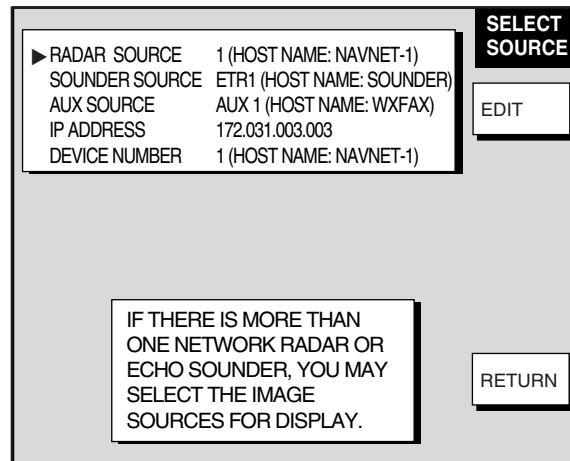 SELECT
SOURCE
▶RADAR SOURCE 1 (HOST NAME: NAVNET-1)
SOUNDER SOURCE ETR1 (HOST NAME: SOUNDER)
AUX SOURCE AUX 1 (HOST NAME: WXFAX)
IP ADDRESS 172.031.003.003
DEVICE NUMBER 1 (HOST NAME: NAVNET-1)
EDIT
IF THERE IS MORE THAN
ONE NETWORK RADAR OR
ECHO SOUNDER, YOU MAY
SELECT THE IMAGE
SOURCES FOR DISPLAY.
RETURN